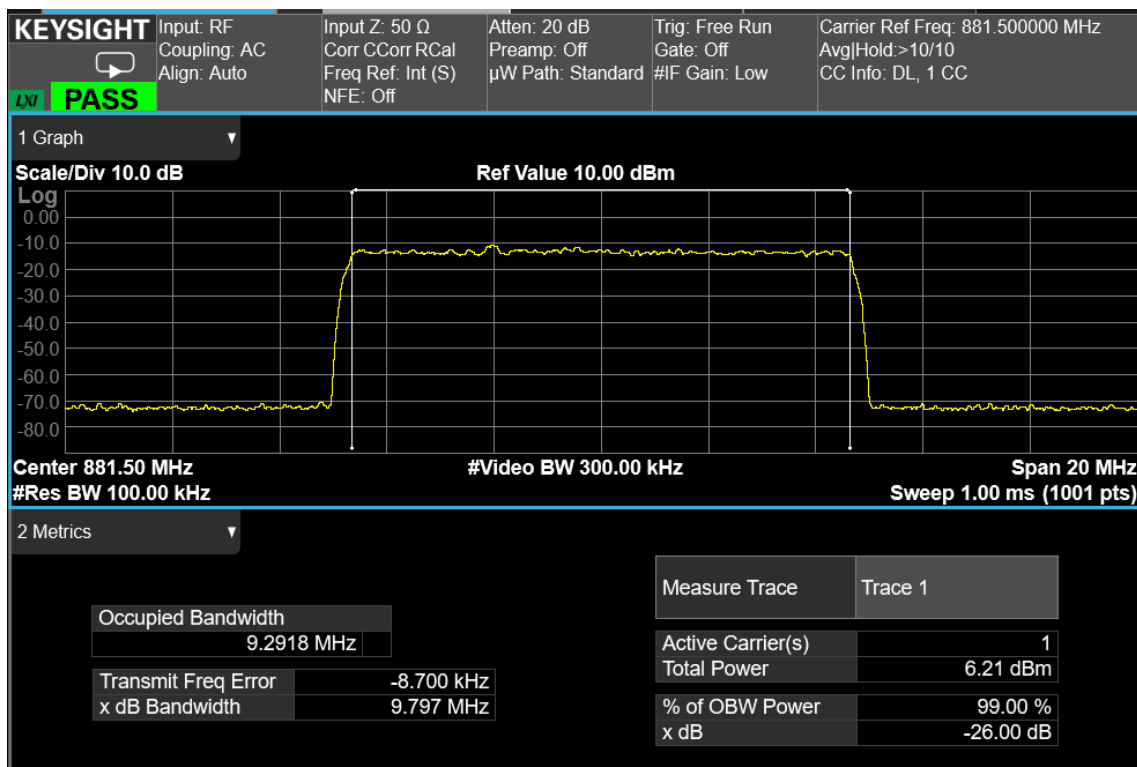 KEYSIGHT
LXI
PASS
Input: RF
Coupling: AC
Align: Auto
Input Z: 50 Ω
Corr CCorr RCal
Freq Ref: Int (S)
NFE: Off
Atten: 20 dB
Preamp: Off
µW Path: Standard
Trig: Free Run
Gate: Off
#IF Gain: Low
Carrier Ref Freq: 881.500000 MHz
Avg|Hold:>10/10
CC Info: DL, 1 CC
1 Graph
Scale/Div 10.0 dB
Ref Value 10.00 dBm
Log
0.00
-10.0
-20.0
-30.0
-40.0
-50.0
-60.0
-70.0
-80.0
Center 881.50 MHz
#Video BW 300.00 kHz
Span 20 MHz
#Res BW 100.00 kHz
Sweep 1.00 ms (1001 pts)
2 Metrics
Occupied Bandwidth
9.2918 MHz
Transmit Freq Error -8.700 kHz
x dB Bandwidth 9.797 MHz
Measure Trace Trace 1
Active Carrier(s) 1
Total Power 6.21 dBm
% of OBW Power 99.00 %
x dB -26.00 dB